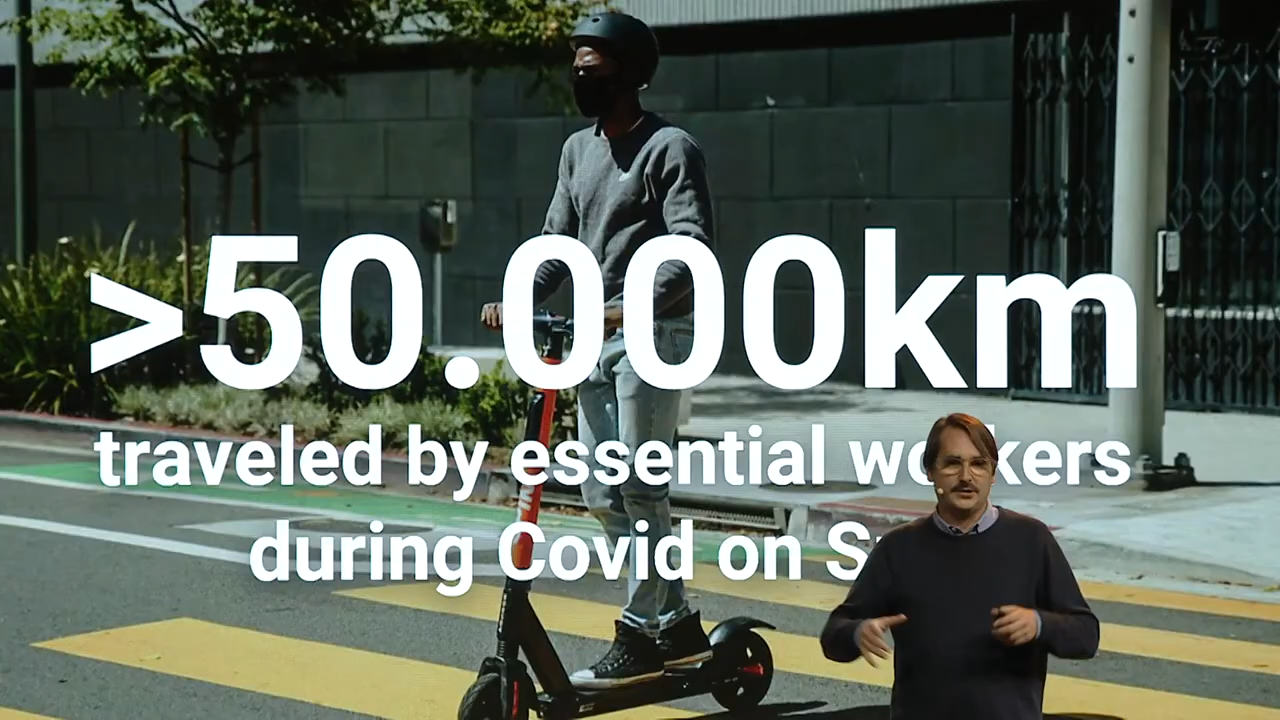 >50.000km
traveled by essential workers
during Covid on